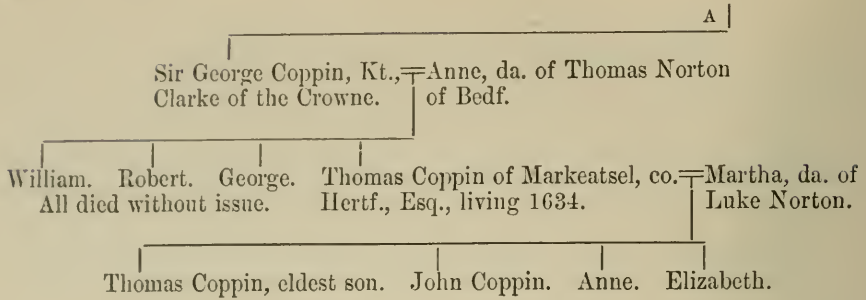 A
Sir George Coppin, Kt., Anne, da. of Thomas Norton
Clarke of the Crowne. of Bedf.
William. Robert. George. Thomas Coppin of Markeatsel, co. Martha, da. of
All died without issue. Hertf., Esq., living 1634. Luke Norton.
Thomas Coppin, eldest son. John Coppin. Anne. Elizabeth.